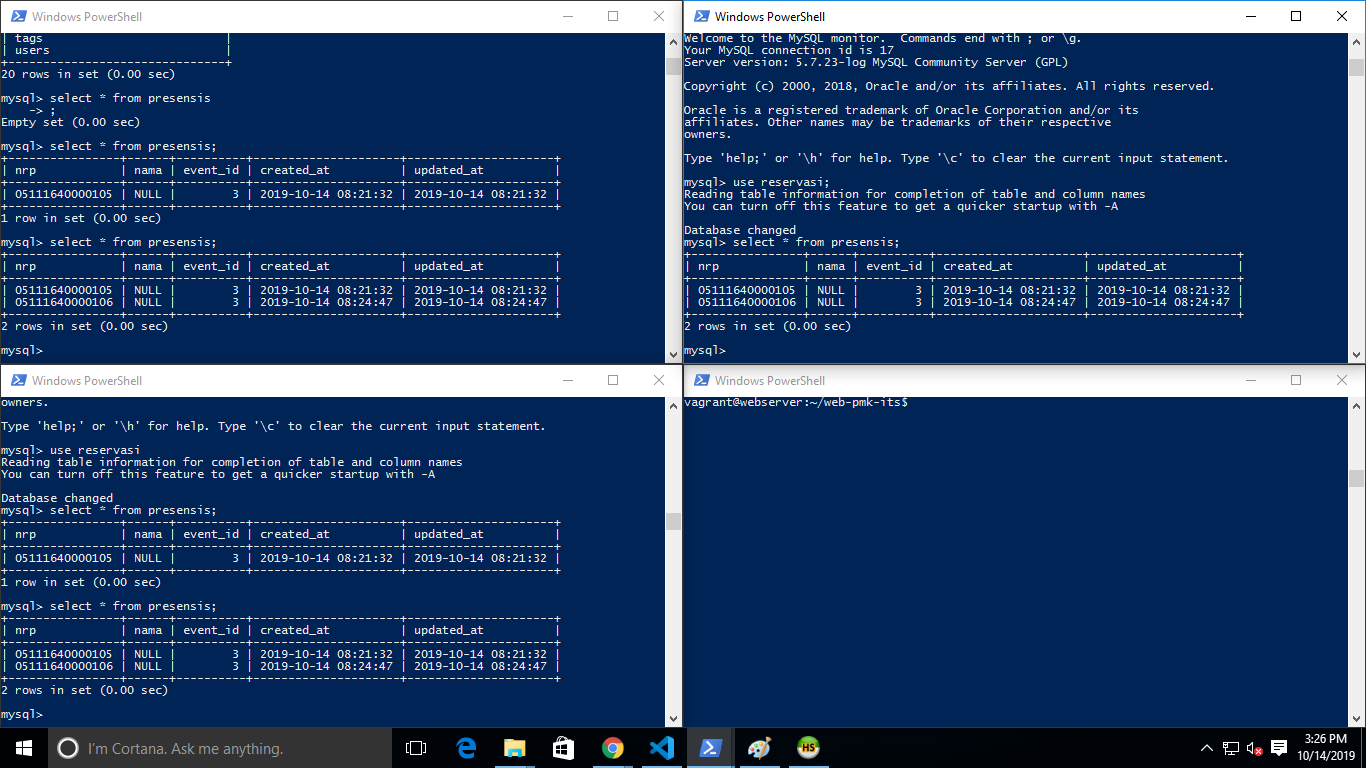 Windows PowerShell
| tags                          |
| users                         |
+-------------------------------+
20 rows in set (0.00 sec)
mysql> select * from presensis
    -> ;
Empty set (0.00 sec)
mysql> select * from presensis;
+----------------+------+----------+---------------------+---------------------+
| nrp            | nama | event_id | created_at          | updated_at          |
+----------------+------+----------+---------------------+---------------------+
| 05111640000105 | NULL |        3 | 2019-10-14 08:21:32 | 2019-10-14 08:21:32 |
+----------------+------+----------+---------------------+---------------------+
1 row in set (0.00 sec)
mysql> select * from presensis;
+----------------+------+----------+---------------------+---------------------+
| nrp            | nama | event_id | created_at          | updated_at          |
+----------------+------+----------+---------------------+---------------------+
| 05111640000105 | NULL |        3 | 2019-10-14 08:21:32 | 2019-10-14 08:21:32 |
| 05111640000106 | NULL |        3 | 2019-10-14 08:24:47 | 2019-10-14 08:24:47 |
+----------------+------+----------+---------------------+---------------------+
2 rows in set (0.00 sec)
mysql>
Windows PowerShell
Welcome to the MySQL monitor.  Commands end with ; or \g.
Your MySQL connection id is 17
Server version: 5.7.23-log MySQL Community Server (GPL)
Copyright (c) 2000, 2018, Oracle and/or its affiliates. All rights reserved.
Oracle is a registered trademark of Oracle Corporation and/or its
affiliates. Other names may be trademarks of their respective
owners.
Type 'help;' or '\h' for help. Type '\c' to clear the current input statement.
mysql> use reservasi;
Reading table information for completion of table and column names
You can turn off this feature to get a quicker startup with -A
Database changed
mysql> select * from presensis;
+----------------+------+----------+---------------------+---------------------+
| nrp            | nama | event_id | created_at          | updated_at          |
+----------------+------+----------+---------------------+---------------------+
| 05111640000105 | NULL |        3 | 2019-10-14 08:21:32 | 2019-10-14 08:21:32 |
| 05111640000106 | NULL |        3 | 2019-10-14 08:24:47 | 2019-10-14 08:24:47 |
+----------------+------+----------+---------------------+---------------------+
2 rows in set (0.00 sec)
mysql>
Windows PowerShell
owners.
Type 'help;' or '\h' for help. Type '\c' to clear the current input statement.
mysql> use reservasi
Reading table information for completion of table and column names
You can turn off this feature to get a quicker startup with -A
Database changed
mysql> select * from presensis;
+----------------+------+----------+---------------------+---------------------+
| nrp            | nama | event_id | created_at          | updated_at          |
+----------------+------+----------+---------------------+---------------------+
| 05111640000105 | NULL |        3 | 2019-10-14 08:21:32 | 2019-10-14 08:21:32 |
+----------------+------+----------+---------------------+---------------------+
1 row in set (0.00 sec)
mysql> select * from presensis;
+----------------+------+----------+---------------------+---------------------+
| nrp            | nama | event_id | created_at          | updated_at          |
+----------------+------+----------+---------------------+---------------------+
| 05111640000105 | NULL |        3 | 2019-10-14 08:21:32 | 2019-10-14 08:21:32 |
| 05111640000106 | NULL |        3 | 2019-10-14 08:24:47 | 2019-10-14 08:24:47 |
+----------------+------+----------+---------------------+---------------------+
2 rows in set (0.00 sec)
mysql>
Windows PowerShell
vagrant@webserver:~/web-pmk-its$
I'm Cortana. Ask me anything.
HS
3:26 PM
10/14/2019